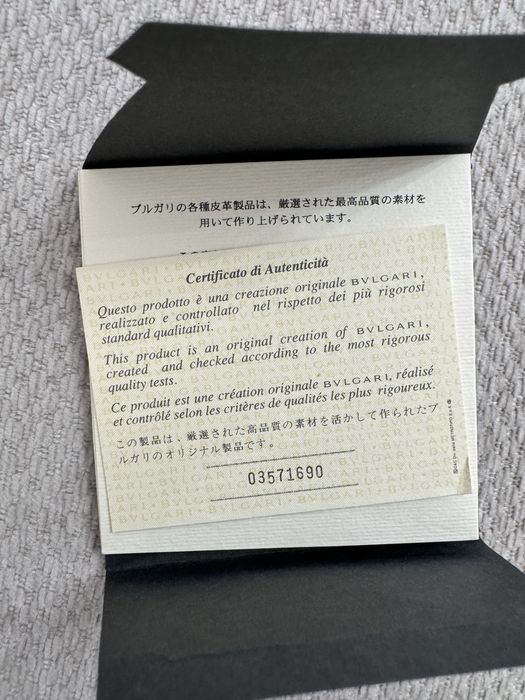 ブルガリの各種皮革製品は、厳選された最高品質の素材を
用いて作り上げられています。
Certificato di Autenticità
Questo prodotto è una creazione originale BVLGARI,
realizzato e controllato nel rispetto dei più rigorosi
standard qualitativi.
This product is an original creation of BVLGARI,
created and checked according to the most rigorous
quality tests.
Ce produit est une création originale BVLGARI, réalisé
et contrôlé selon les critères de qualités les plus rigoureux.
この製品は、厳選された高品質の素材を活かして作られたブ
ルガリのオリジナル製品です。
03571690